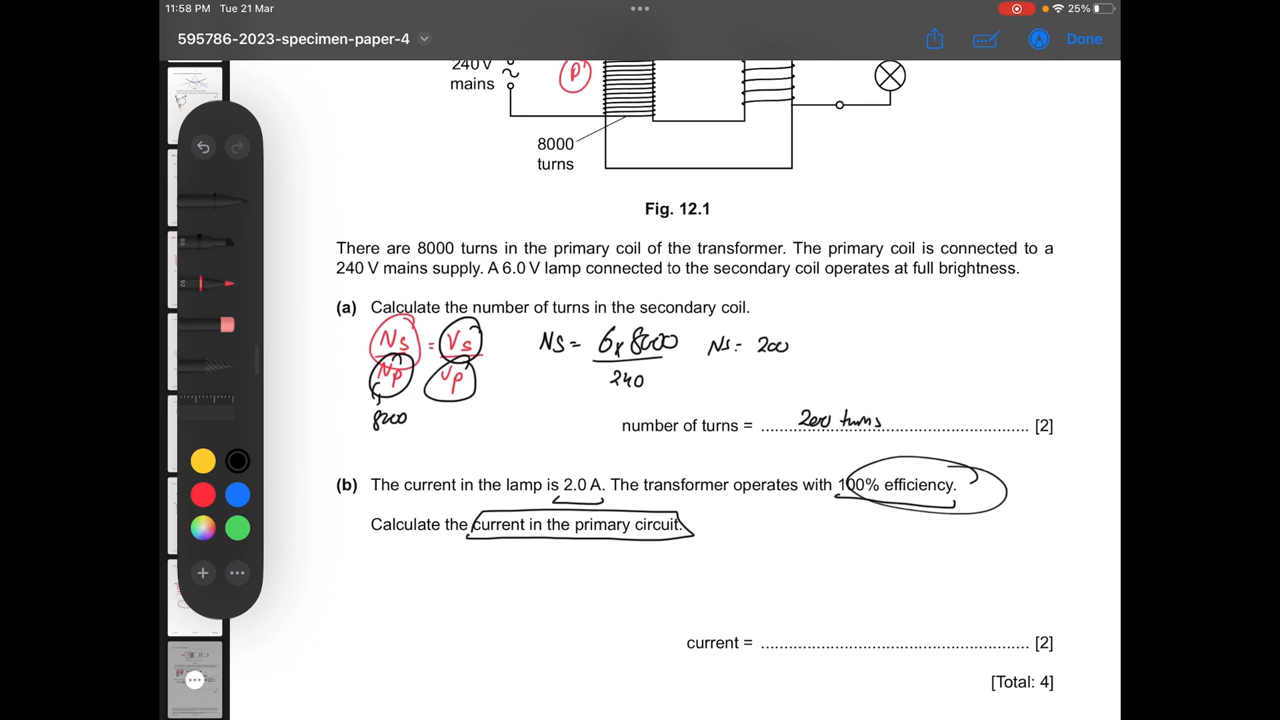 11:58 PM Tue 21 Mar
25%
595786-2023-specimen-paper-4
Done
240V
mains
P
8000
turns
Fig. 12.1
There are 8000 turns in the primary coil of the transformer. The primary coil is connected to a
240 V mains supply. A 6.0 V lamp connected to the secondary coil operates at full brightness.
(a) Calculate the number of turns in the secondary coil.
Ns = Vs
Np Vp
8000
NS = 6 x 8000
240
Ns = 200
number of turns = 200 turns [2]
(b) The current in the lamp is 2.0 A. The transformer operates with 100% efficiency.
Calculate the current in the primary circuit.
current = [2]
[Total: 4]